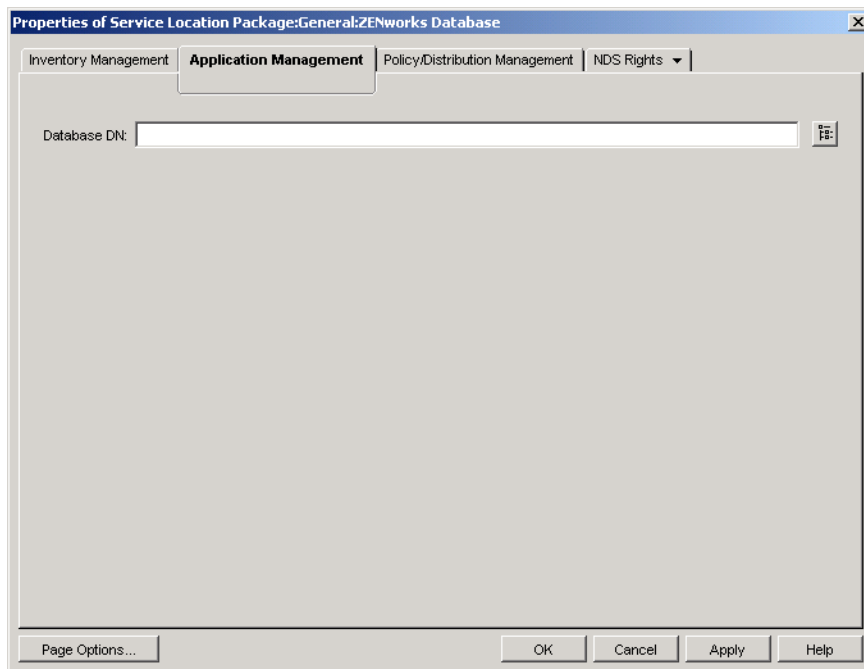 Properties of Service Location Package:General:ZENworks Database
Inventory Management Application Management Policy/Distribution Management NDS Rights
Database DN:
Page Options... OK Cancel Apply Help